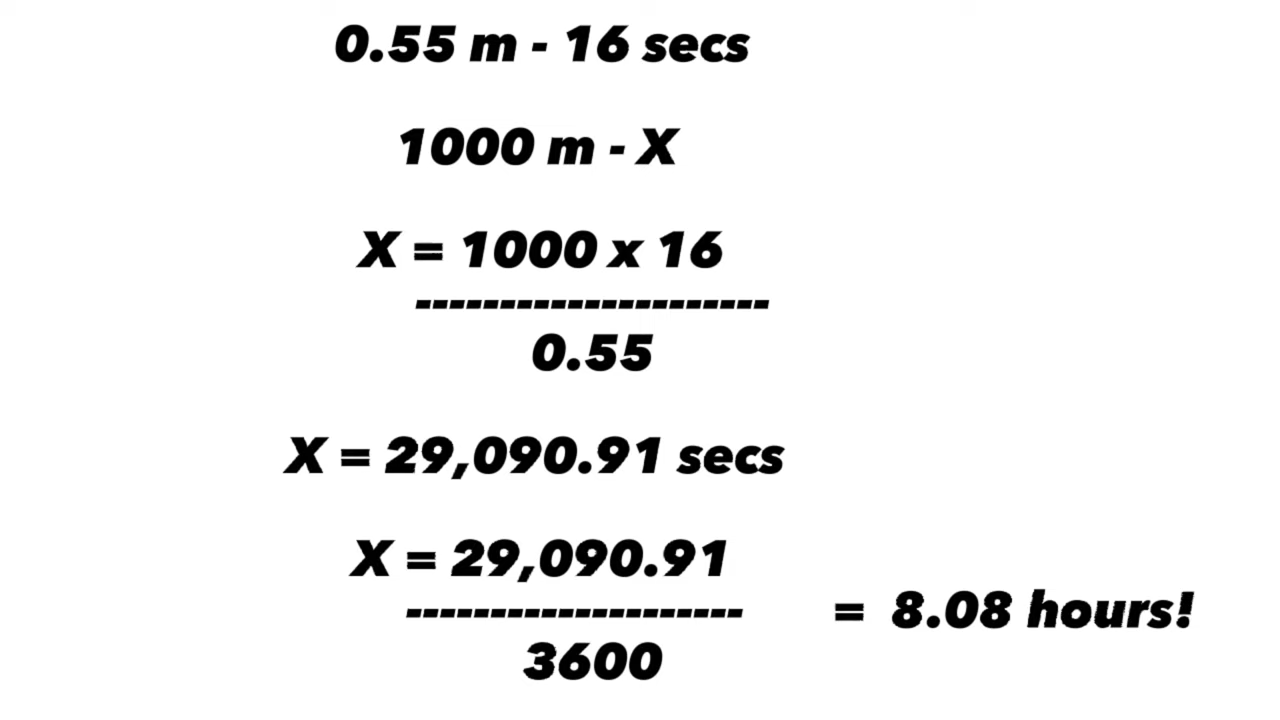 0.55 m - 16 secs
1000 m - X
X = 1000 x 16
---------------------
0.55
X = 29,090.91 secs
X = 29,090.91
--------------------
= 8.08 hours!
3600